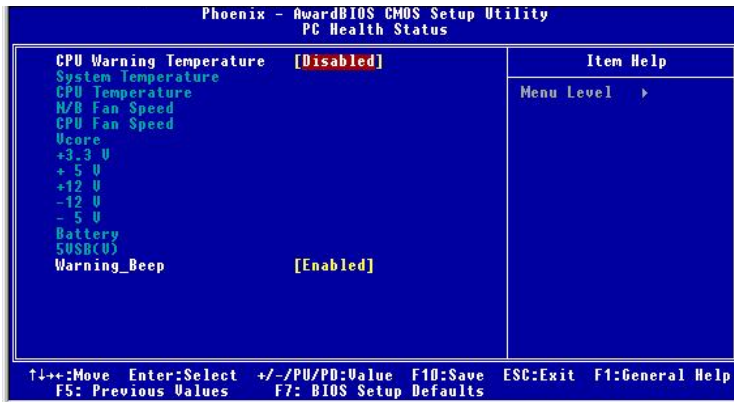 Phoenix - AwardBIOS CMOS Setup Utility
PC Health Status
CPU Warning Temperature [Disabled]
System Temperature
CPU Temperature
N/B Fan Speed
CPU Fan Speed
Vcore
+3.3 V
+ 5 V
+12 V
-12 V
- 5 V
Battery
5VSB(V)
Warning_Beep [Enabled]
Item Help
Menu Level ▸
↑↓→←:Move Enter:Select +/-/PU/PD:Value F10:Save ESC:Exit F1:General Help
F5: Previous Values F7: BIOS Setup Defaults